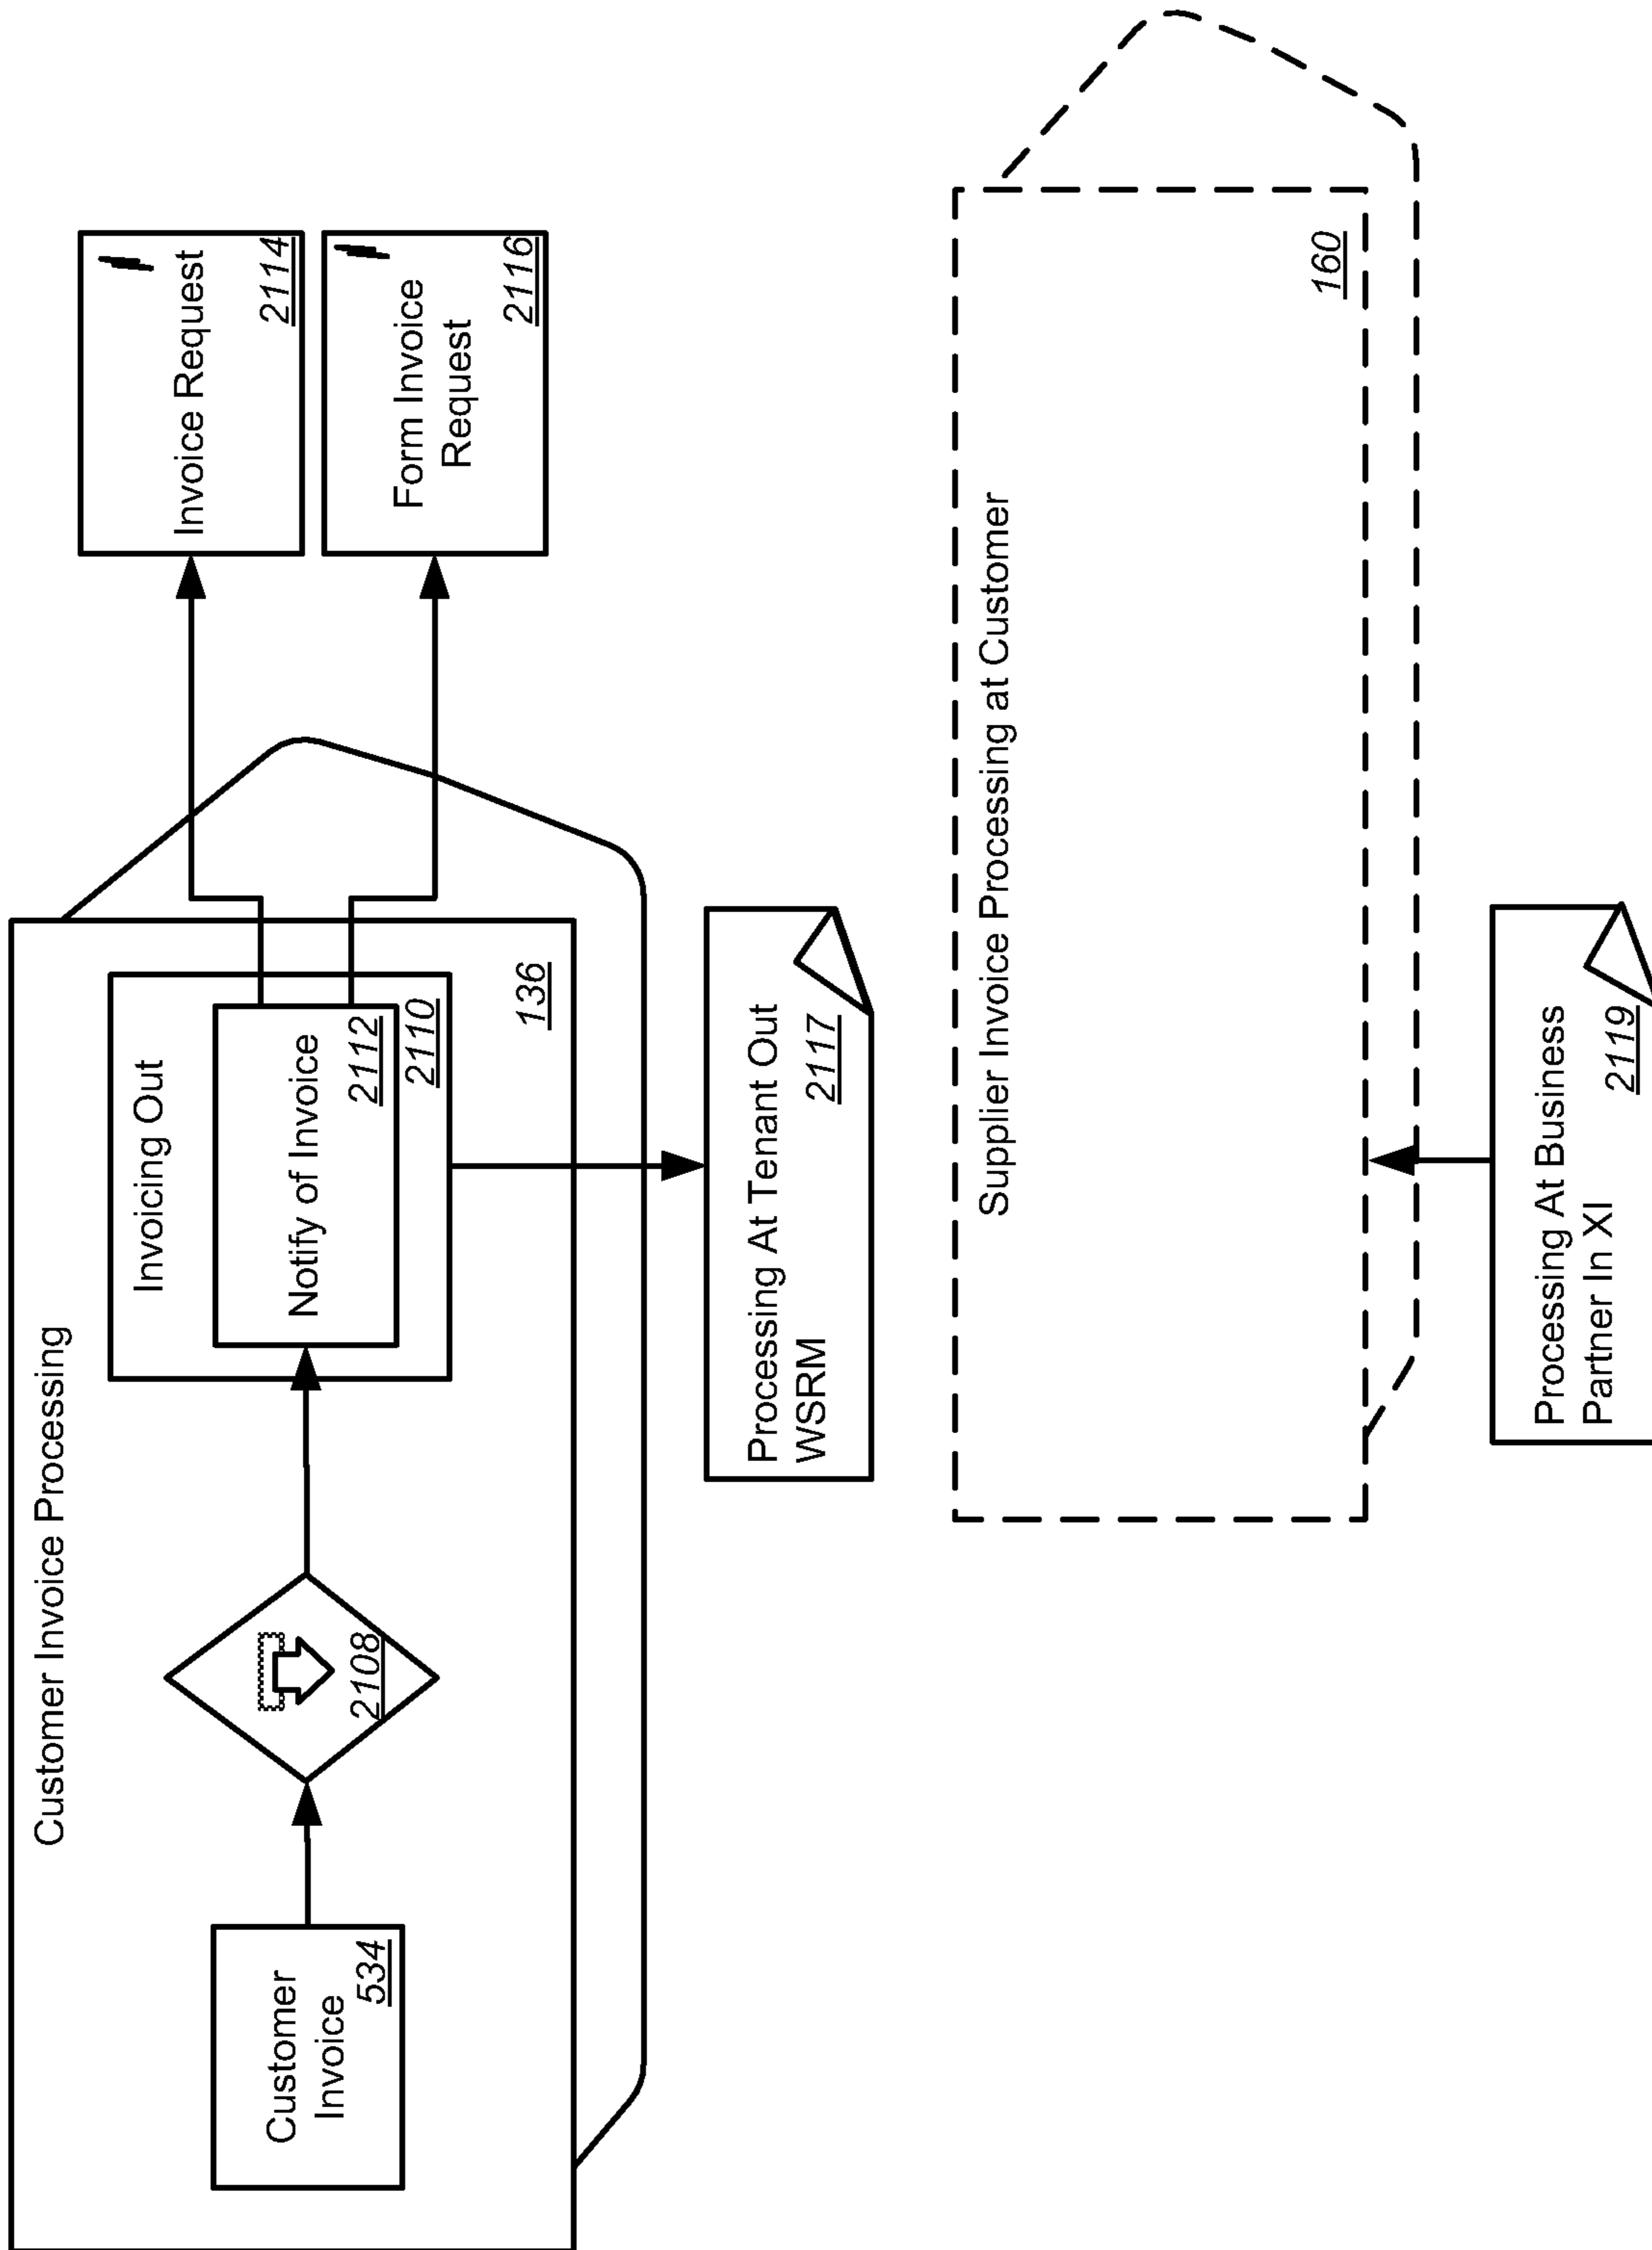 Customer Invoice Processing
Customer
Invoice
534
2108
Invoicing Out
Notify of Invoice
2112
2110
136
Invoice Request
2114
Form Invoice
Request
2116
Processing At Tenant Out
WSRM
2117
Supplier Invoice Processing at Customer
160
Processing At Business
Partner In XI
2119